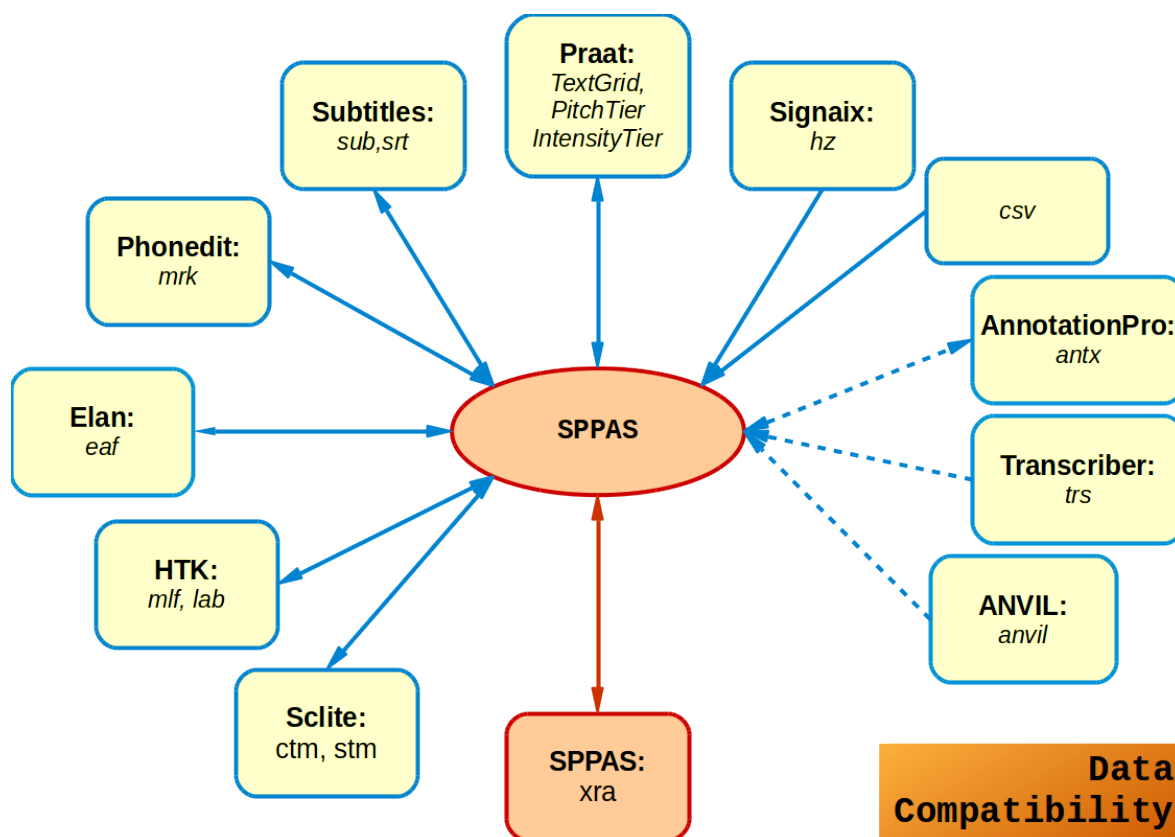 Praat:
TextGrid,
PitchTier
IntensityTier
Subtitles:
sub,srt
Signaix:
hz
csv
Phonedit:
mrk
AnnotationPro:
antx
Elan:
eaf
SPPAS
Transcriber:
trs
HTK:
mlf, lab
ANVIL:
anvil
Sclite:
ctm, stm
SPPAS:
xra
Data
Compatibility